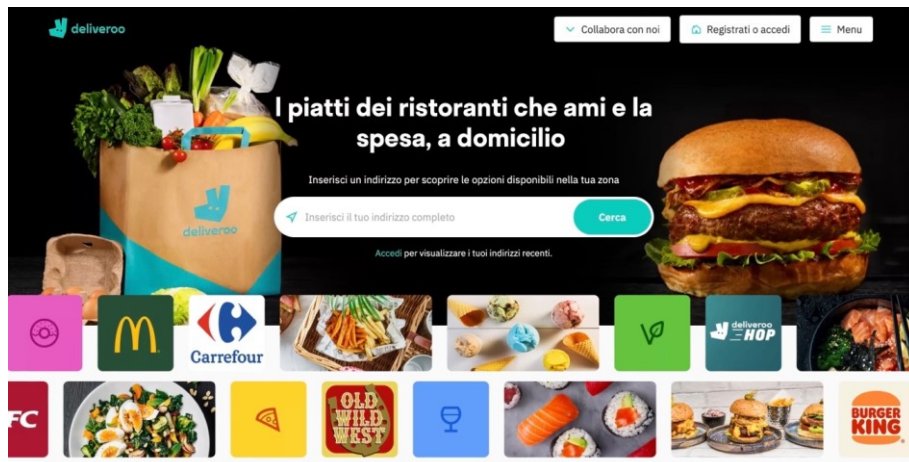 deliveroo
Collabora con noi
Registrati o accedi
Menu
I piatti dei ristoranti che ami e la
spesa, a domicilio
Inserisci un indirizzo per scoprire le opzioni disponibili nella tua zona
Inserisci il tuo indirizzo completo
Cerca
Accedi per visualizzare i tuoi indirizzi recenti.
deliveroo
Carrefour
deliveroo
HOP
FC
OLD
WILD
WEST
BURGER
KING